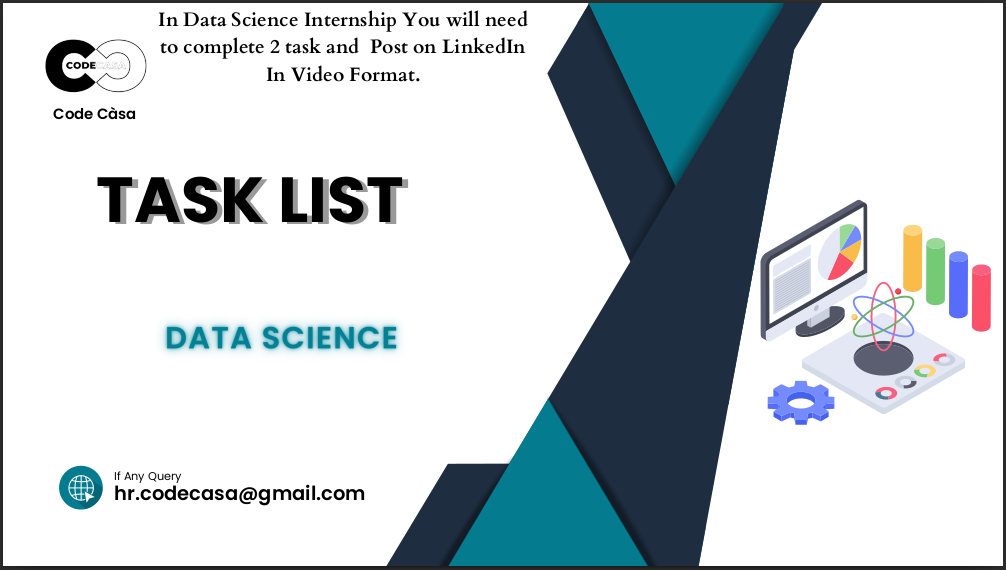 In Data Science Internship You will need
to complete 2 task and Post on LinkedIn
In Video Format.
CODECASA
Code Càsa
TASK LIST
DATA SCIENCE
If Any Query
hr.codecasa@gmail.com